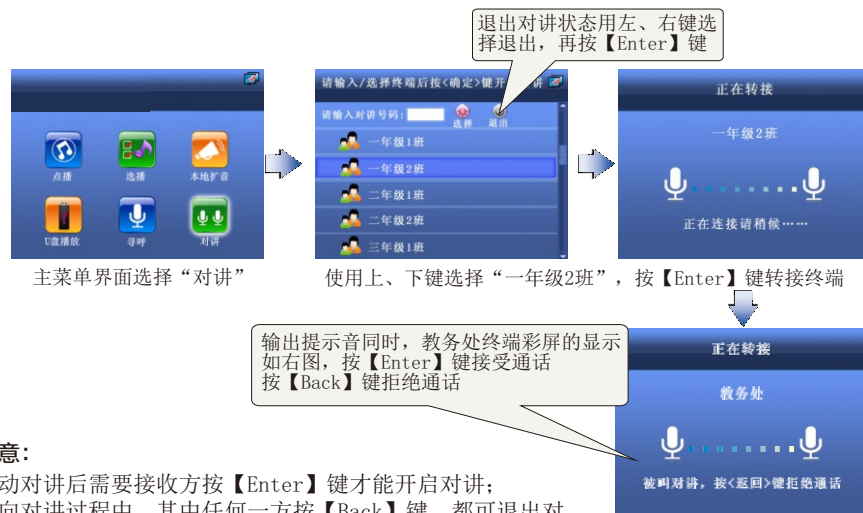 退出对讲状态用左、右键选
择退出，再按【Enter】键
点播
选播
本地扩音
U盘播放
寻呼
对讲
请输入/选择终端后按<确定>键开
讲
请输入对讲号码:
选择
退出
一年级1班
一年级2班
二年级1班
二年级2班
三年级1班
正在转接
一年级2班
正在连接请稍候……
主菜单界面选择“对讲”
使用上、下键选择“一年级2班”，按【Enter】键转接终端
输出提示音同时，教务处终端彩屏的显示
如右图，按【Enter】键接受通话
按【Back】键拒绝通话
正在转接
教务处
被呼对讲，按<返回>键拒绝通话
意：
动对讲后需要接收方按【Enter】键才能开启对讲；
向对讲过程中，其中任何一方按【Back】键，都可退出对